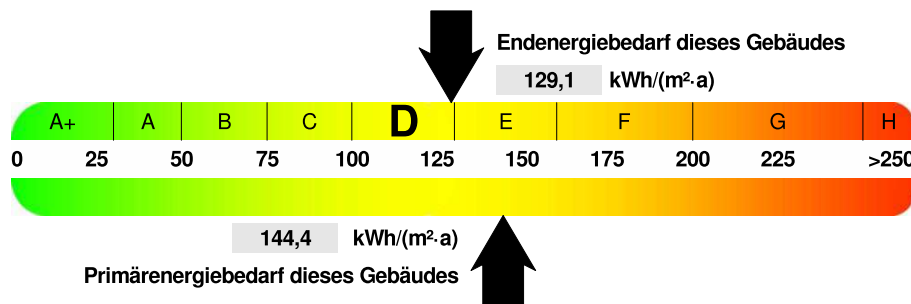 Endenergiebedarf dieses Gebäudes
129,1 kWh/(m²·a)
A+ A B C D E F G H
0 25 50 75 100 125 150 175 200 225 >250
144,4 kWh/(m²·a)
Primärenergiebedarf dieses Gebäudes